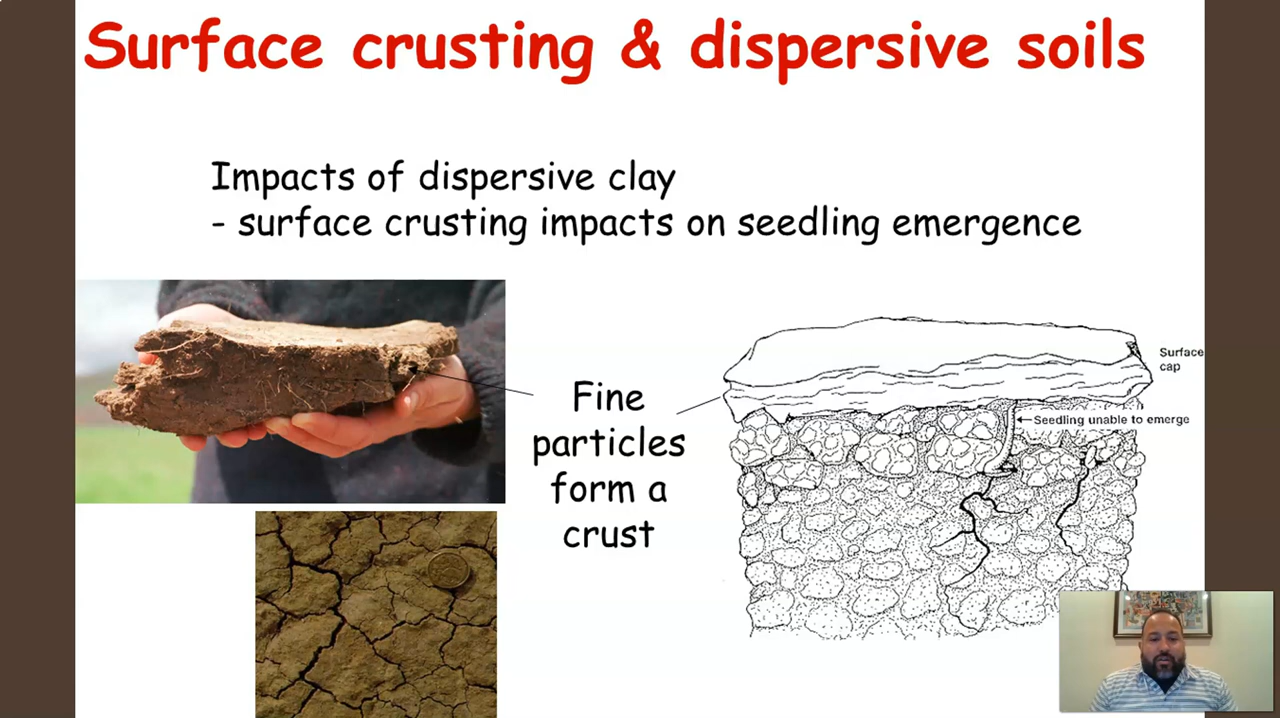 Surface crusting & dispersive soils
Impacts of dispersive clay
- surface crusting impacts on seedling emergence
Fine
particles
form a
crust
Surface
cap
Seedling unable to emerge